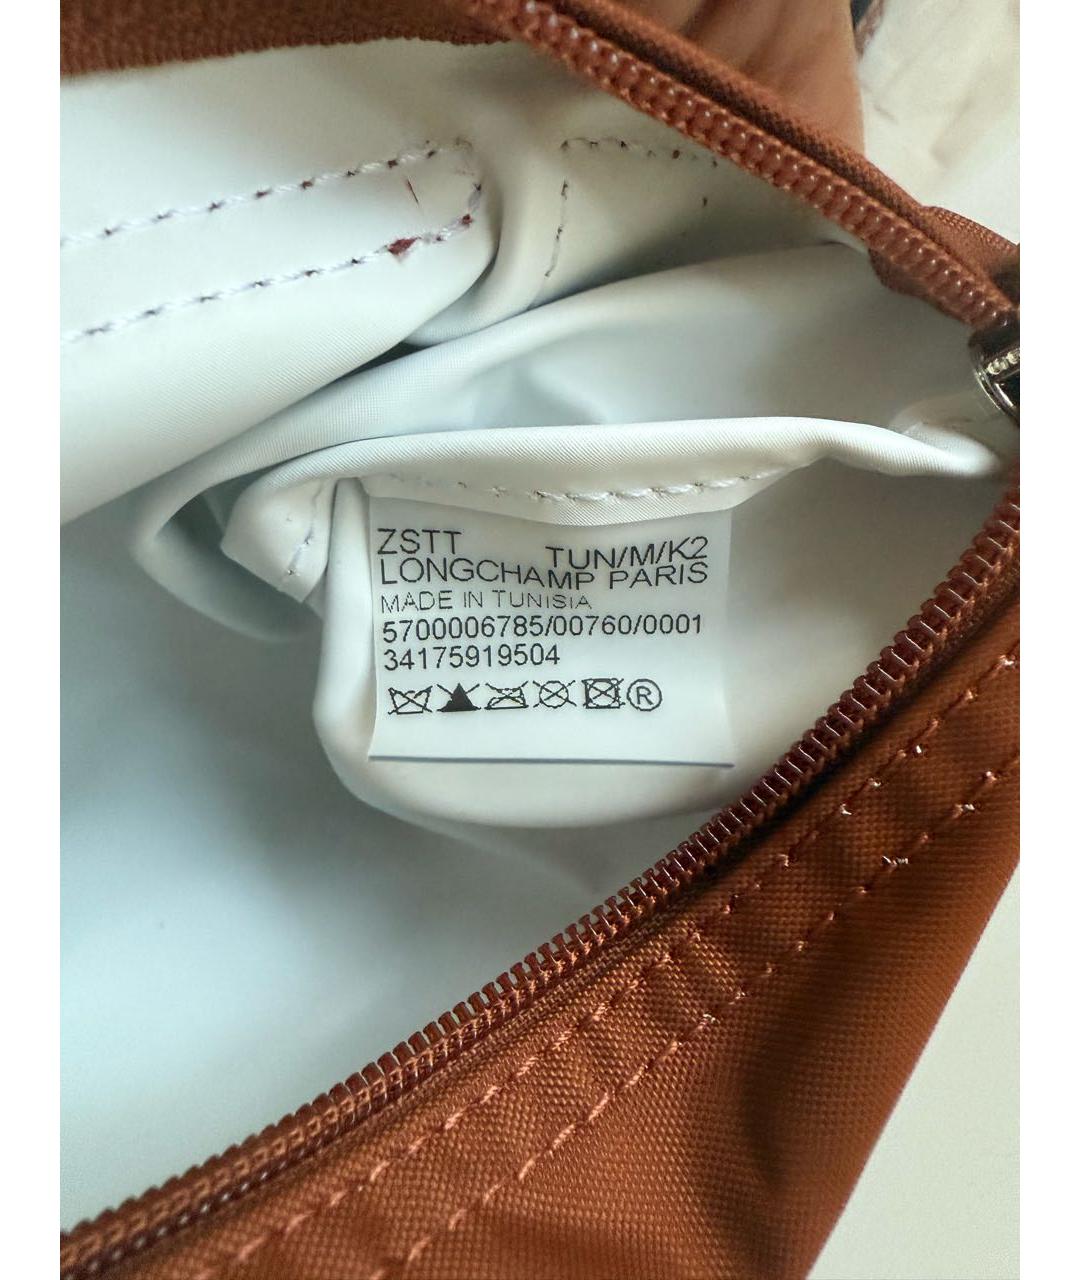 ZSTT TUN/M/K2
LONGCHAMP PARIS
MADE IN TUNISIA
5700006785/00760/0001
34175919504
®